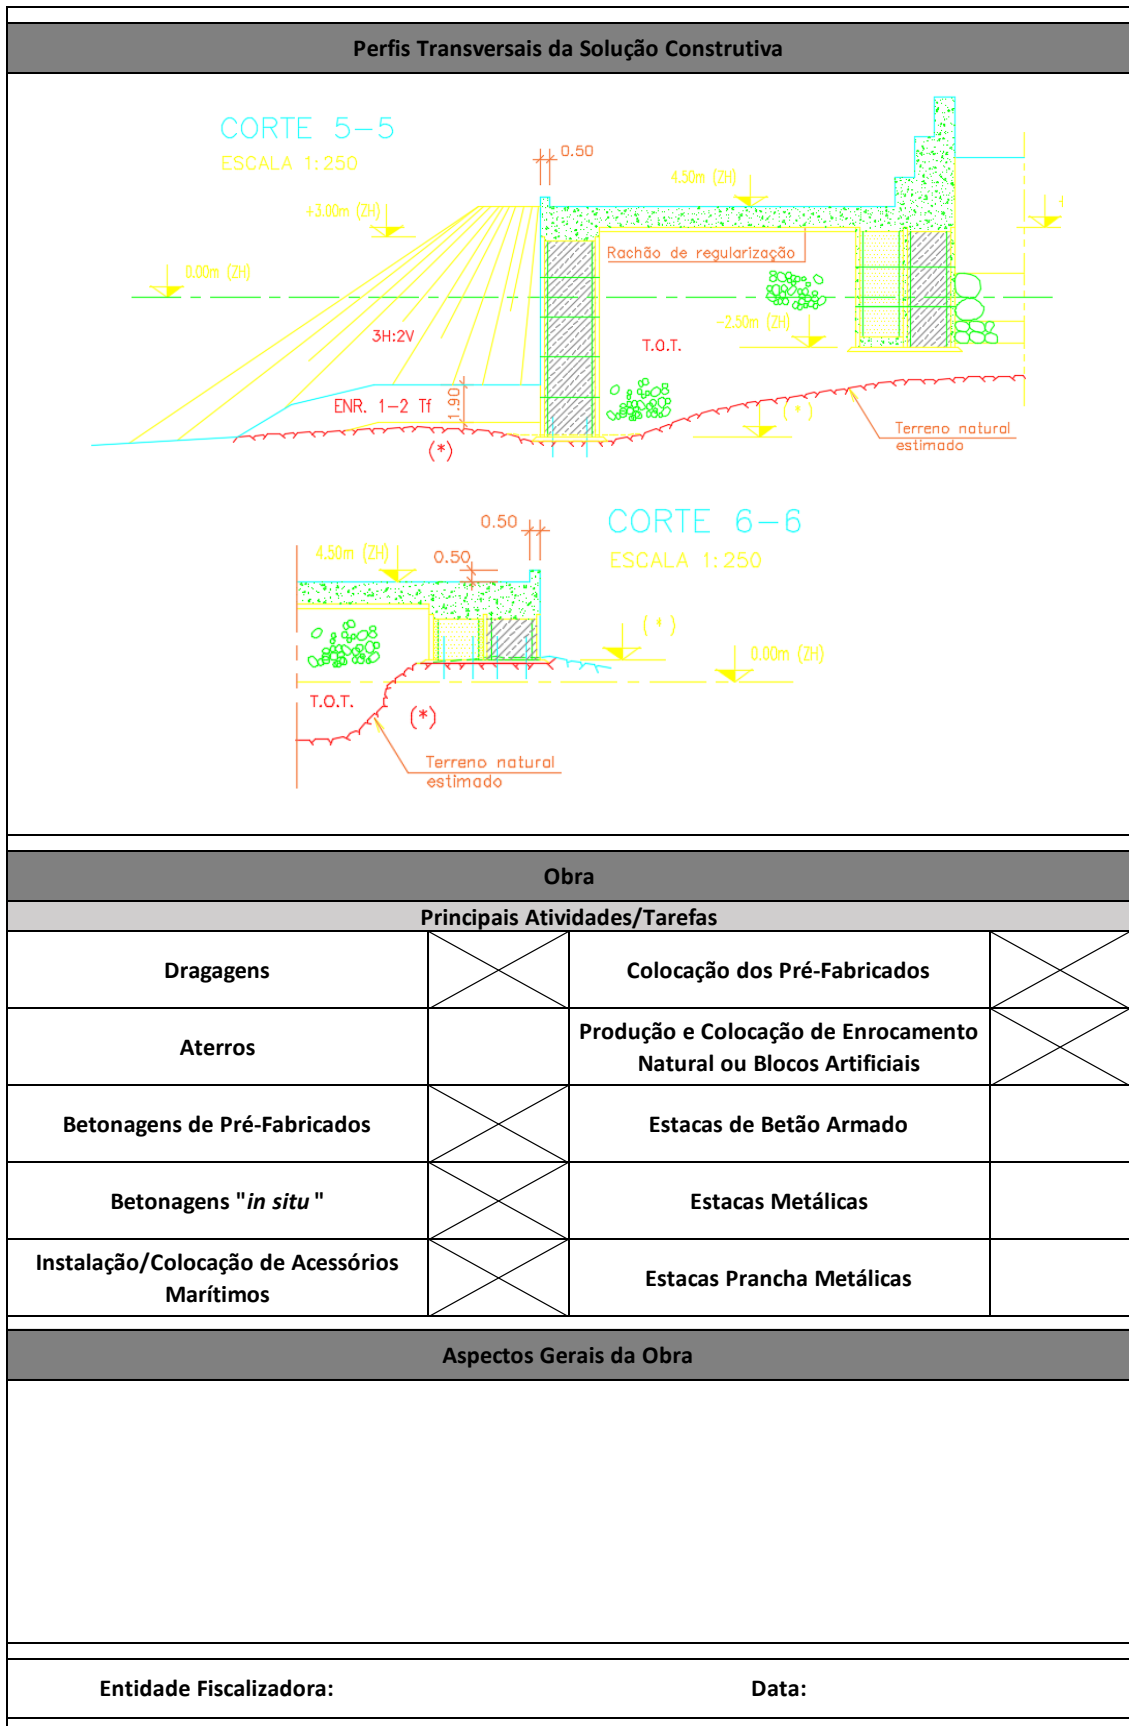 Perfis Transversais da Solução Construtiva
CORTE 5-5
ESCALA 1:250
0.50
4.50m (ZH)
+3.00m (ZH)
0.00m (ZH)
Rachão de regularização
-2.50m (ZH)
3H:2V
T.O.T.
ENR. 1-2 Tf
1.90
(*)
(*)
Terreno natural
estimado
CORTE 6-6
ESCALA 1:250
0.50
4.50m (ZH)
0.50
(*)
0.00m (ZH)
T.O.T.
(*)
Terreno natural
estimado
Obra
Principais Atividades/Tarefas
Dragagens
Colocação dos Pré-Fabricados
Aterros
Produção e Colocação de Enrocamento
Natural ou Blocos Artificiais
Betonagens de Pré-Fabricados
Estacas de Betão Armado
Betonagens "in situ "
Estacas Metálicas
Instalação/Colocação de Acessórios
Marítimos
Estacas Prancha Metálicas
Aspectos Gerais da Obra
Entidade Fiscalizadora:
Data: